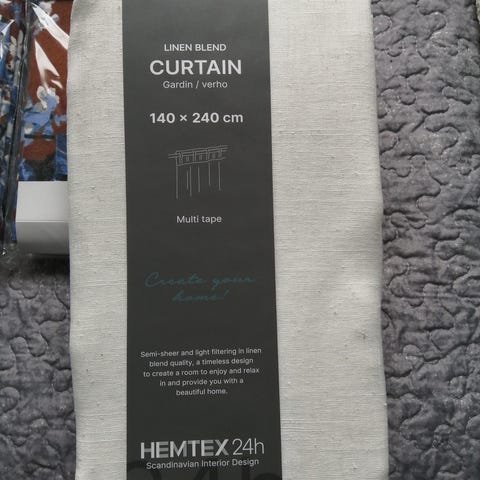 LINEN BLEND
CURTAIN
Gardin / verho
140 × 240 cm
Multi tape
Create your
home!
Semi-sheer and light filtering in linen
blend quality, a timeless design
to create a room to enjoy and relax
in and provide you with a
beautiful home.
HEMTEX 24h
Scandinavian Interior Design